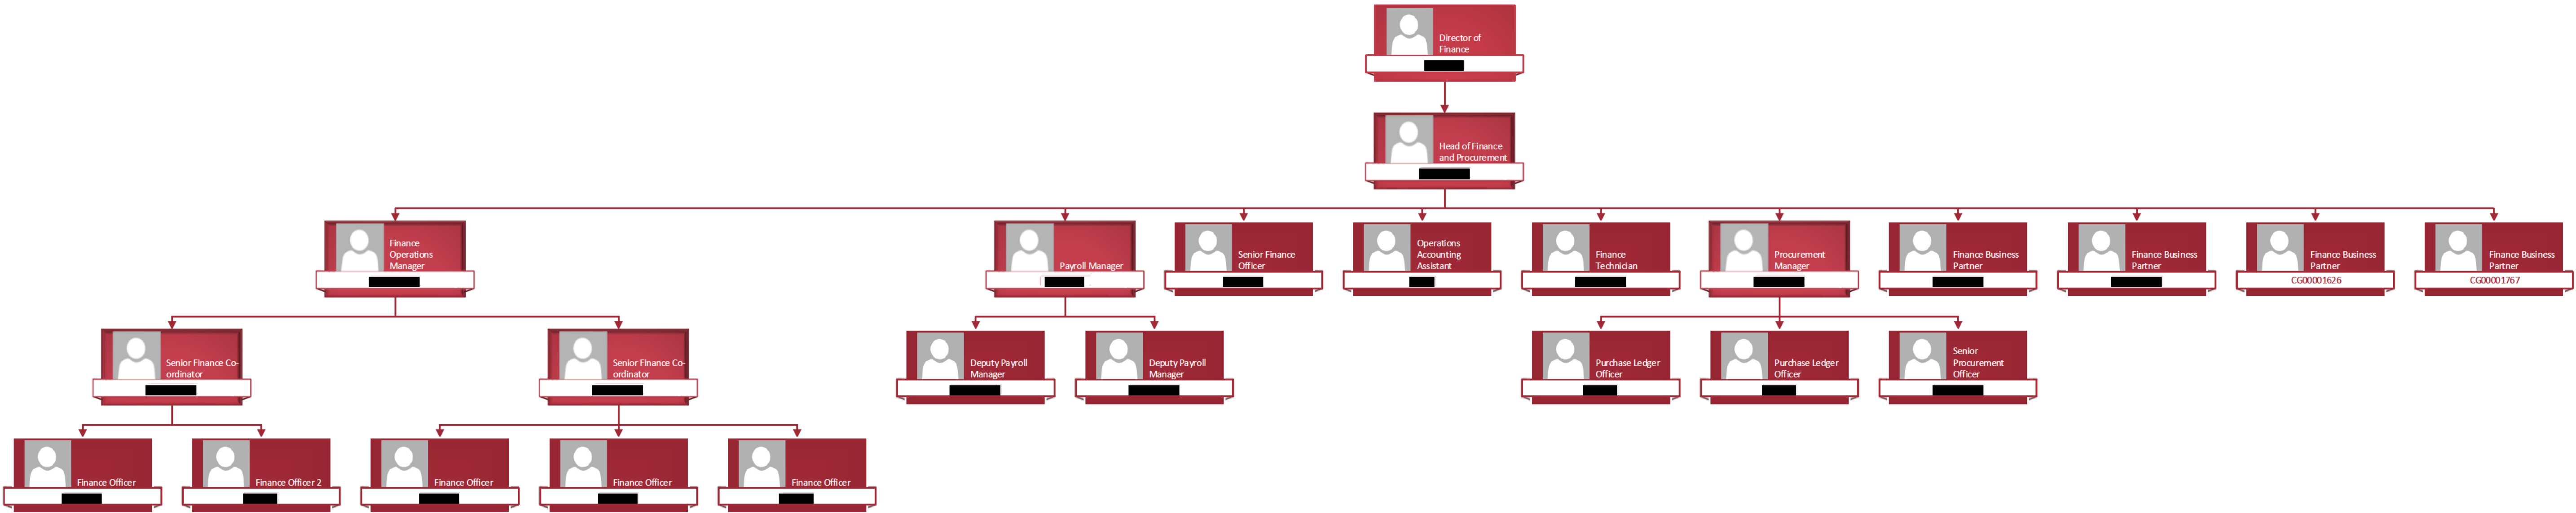 Director of
Finance
Head of Finance
and Procurement
Finance
Operations
Manager
Payroll Manager
Senior Finance
Officer
Operations
Accounting
Assistant
Finance
Technician
Procurement
Manager
Finance Business
Partner
Finance Business
Partner
Finance Business
Partner
CG00001626
Finance Business
Partner
CG00001767
Senior Finance Co-
ordinator
Senior Finance Co-
ordinator
Deputy Payroll
Manager
Deputy Payroll
Manager
Purchase Ledger
Officer
Purchase Ledger
Officer
Senior
Procurement
Officer
Finance Officer
Finance Officer 2
Finance Officer
Finance Officer
Finance Officer